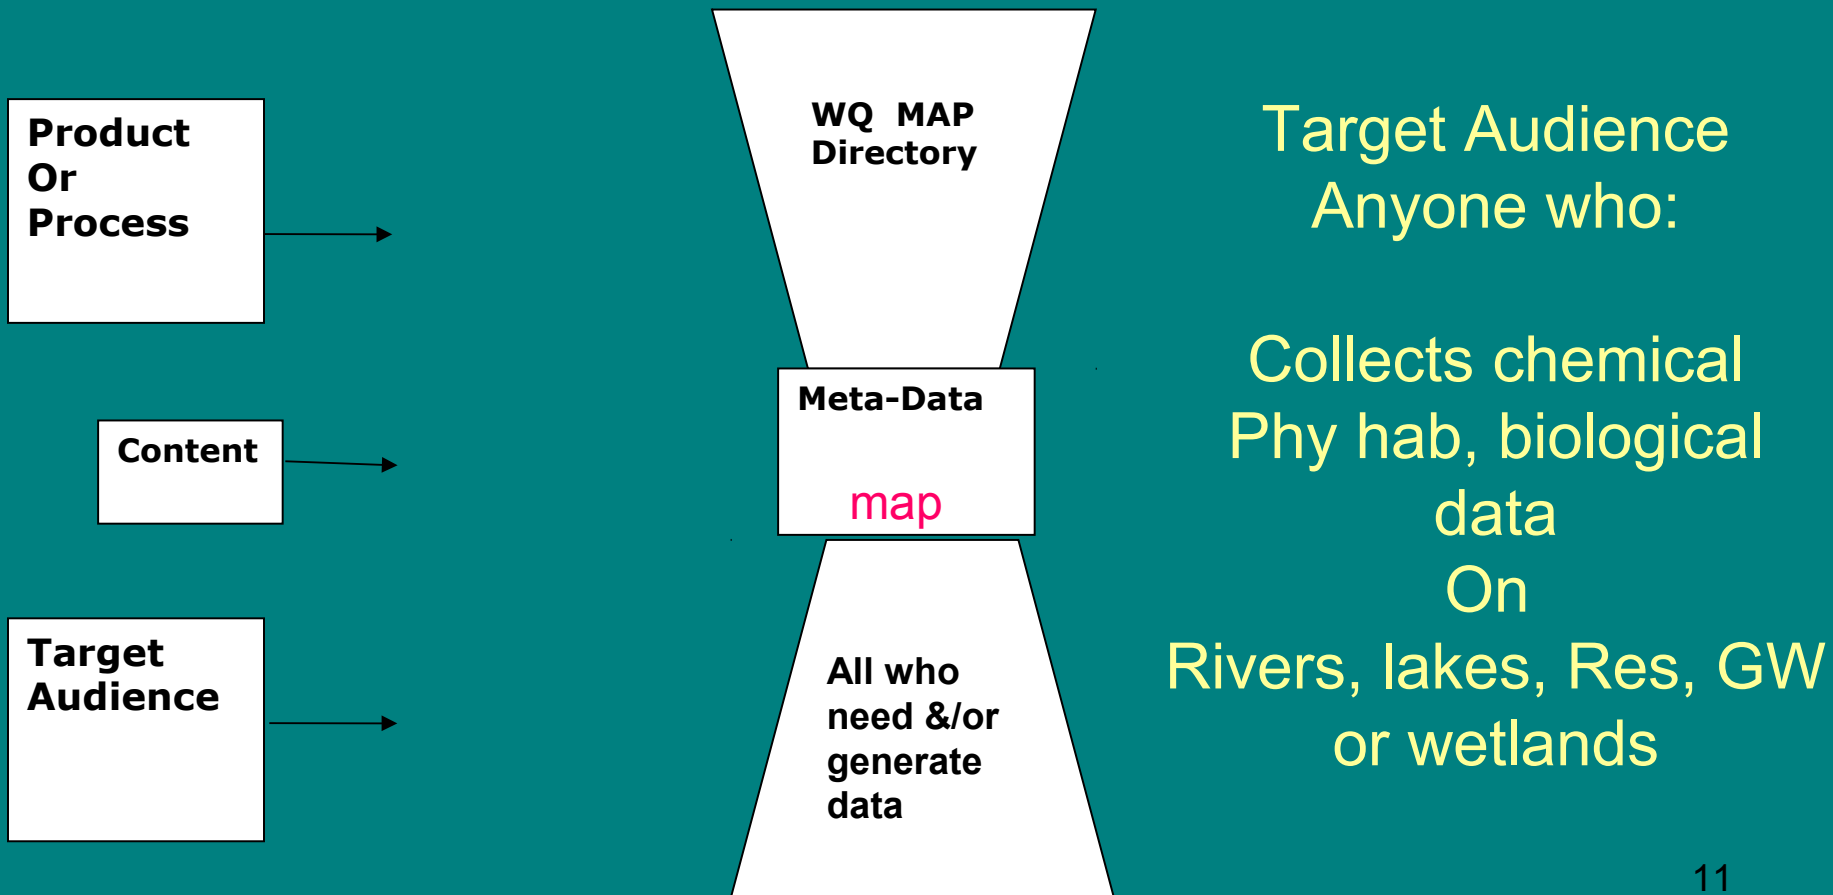 Product
Or
Process
Content
Target
Audience
WQ  MAP
Directory
Meta-Data
map
All who
need &/or
generate
data
Target Audience
Anyone who:
Collects chemical
Phy hab, biological
data
On
Rivers, lakes, Res, GW
or wetlands
11